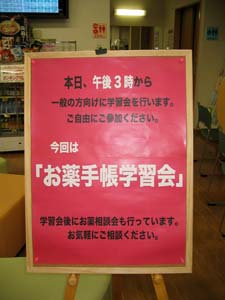 本日、午後３時から
一般の方向けに学習会を行います。
ご自由にご参加ください。
今回は
「お薬手帳学習会」
学習会後にお薬相談会も行っています。
お気軽にご相談ください。